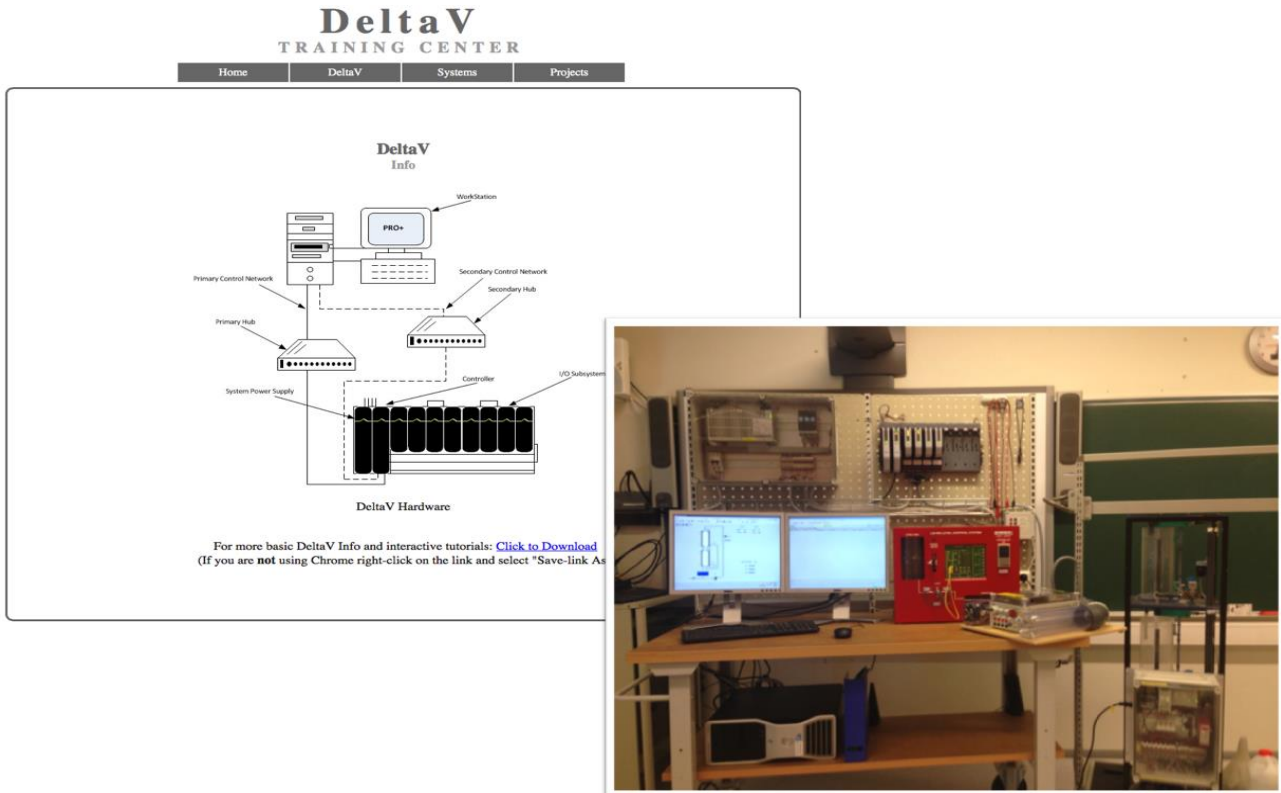 DeltaV
TRAINING CENTER
Home DeltaV Systems Projects
DeltaV
Info
WorkStation
PRO+
Primary Control Network
Secondary Control Network
Secondary Hub
Primary Hub
Controller
I/O Subsystem
System Power Supply
DeltaV Hardware
For more basic DeltaV Info and interactive tutorials: Click to Download
(If you are not using Chrome right-click on the link and select "Save-link As